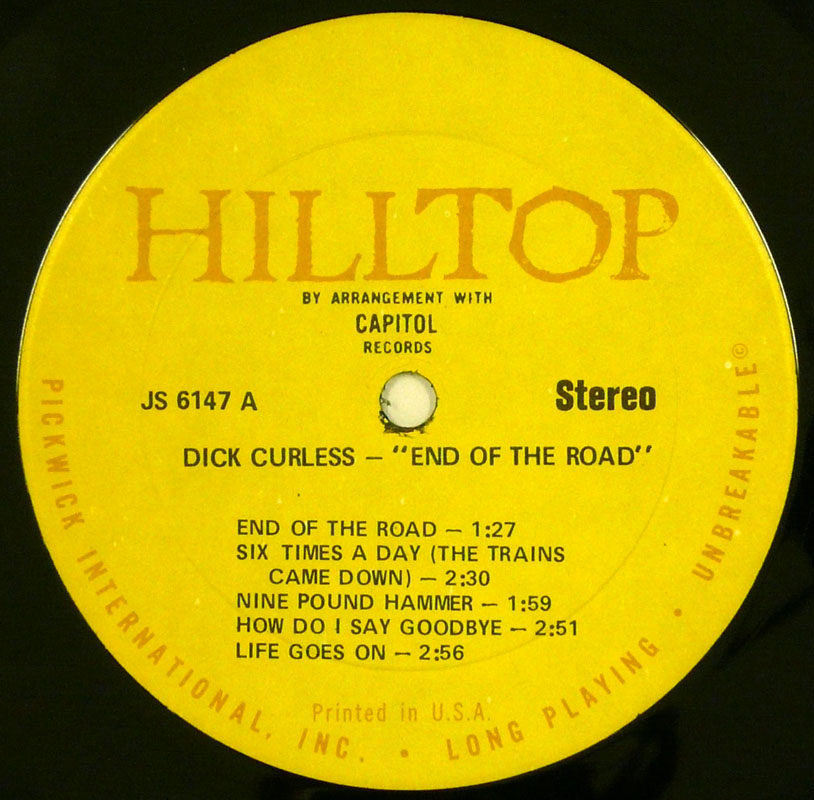 HILLTOP
BY ARRANGEMENT WITH
CAPITOL
RECORDS
JS 6147 A
Stereo
DICK CURLESS — "END OF THE ROAD"
END OF THE ROAD — 1:27
SIX TIMES A DAY (THE TRAINS
CAME DOWN) — 2:30
NINE POUND HAMMER — 1:59
HOW DO I SAY GOODBYE — 2:51
LIFE GOES ON — 2:56
Printed in U.S.A.
PICKWICK INTERNATIONAL, INC. • LONG PLAYING • UNBREAKABLE ©